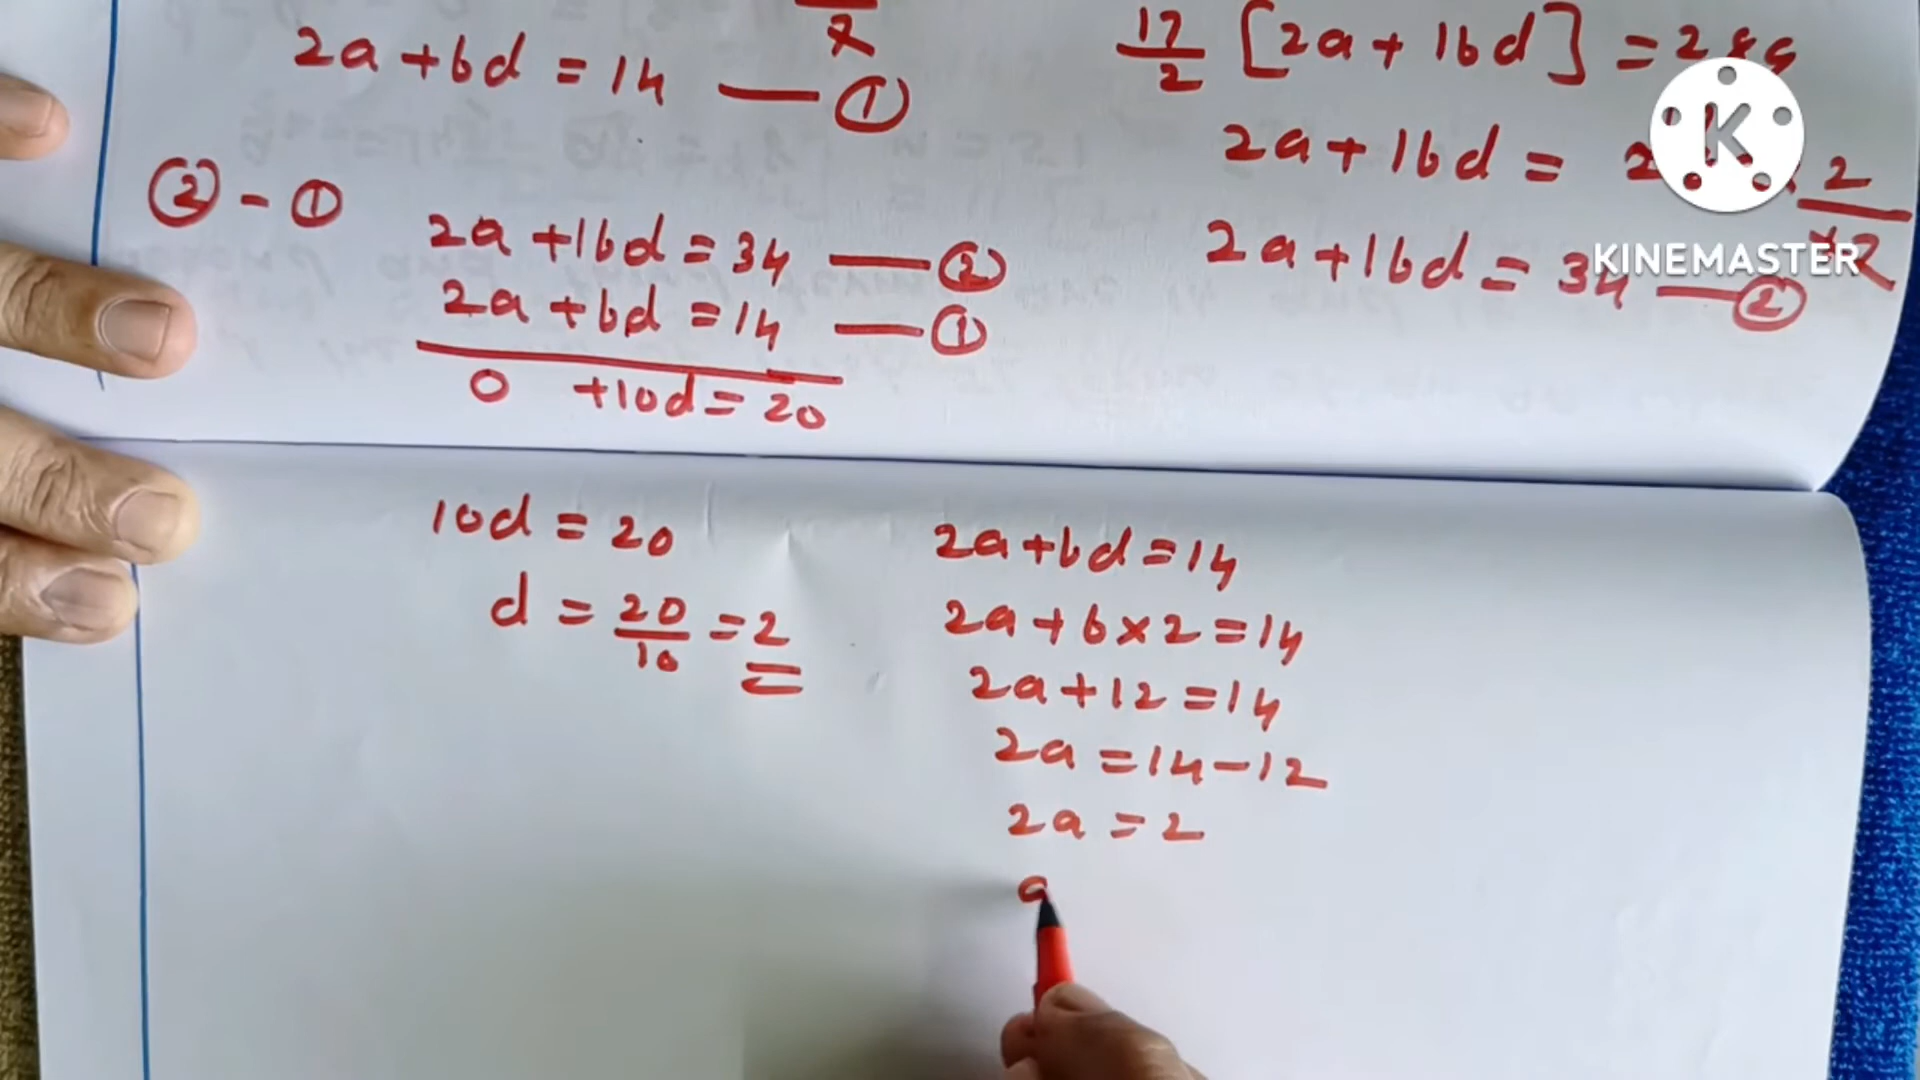 2a + 6d = 14 — ①
② - ①
2a + 16d = 34 — ②
2a + 6d = 14 — ①
0 + 10d = 20
17/2 [2a + 16d] = 289
2a + 16d = 2
2a + 16d = 34 — ②
KINEMASTER
10d = 20
d = 20/10 = 2
2a + 6d = 14
2a + 6 × 2 = 14
2a + 12 = 14
2a = 14 - 12
2a = 2
a